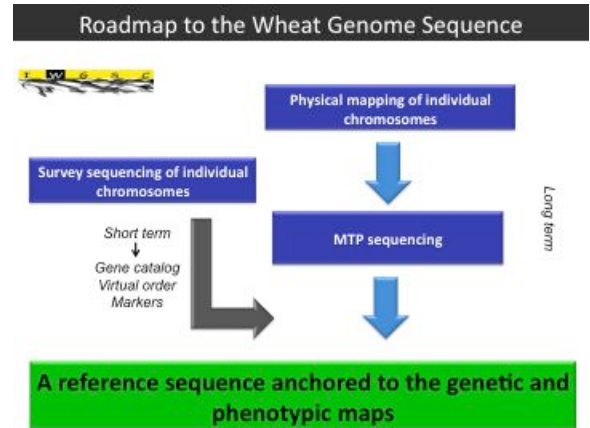 Roadmap to the Wheat Genome Sequence
I W G S C
Physical mapping of individual
chromosomes
Survey sequencing of individual
chromosomes
Short term
Gene catalog
Virtual order
Markers
MTP sequencing
Long term
A reference sequence anchored to the genetic and
phenotypic maps